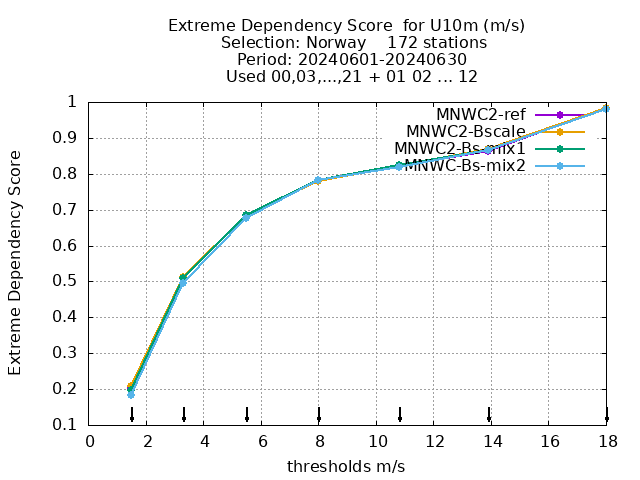 Extreme Dependency Score  for U10m (m/s)
Selection: Norway    172 stations
Period: 20240601-20240630
Used 00,03,...,21 + 01 02 ... 12
MNWC2-ref
MNWC2-Bscale
MNWC2-Bs-mix1
MNWC-Bs-mix2
Extreme Dependency Score
1
0.9
0.8
0.7
0.6
0.5
0.4
0.3
0.2
0.1
0 2 4 6 8 10 12 14 16 18
thresholds m/s